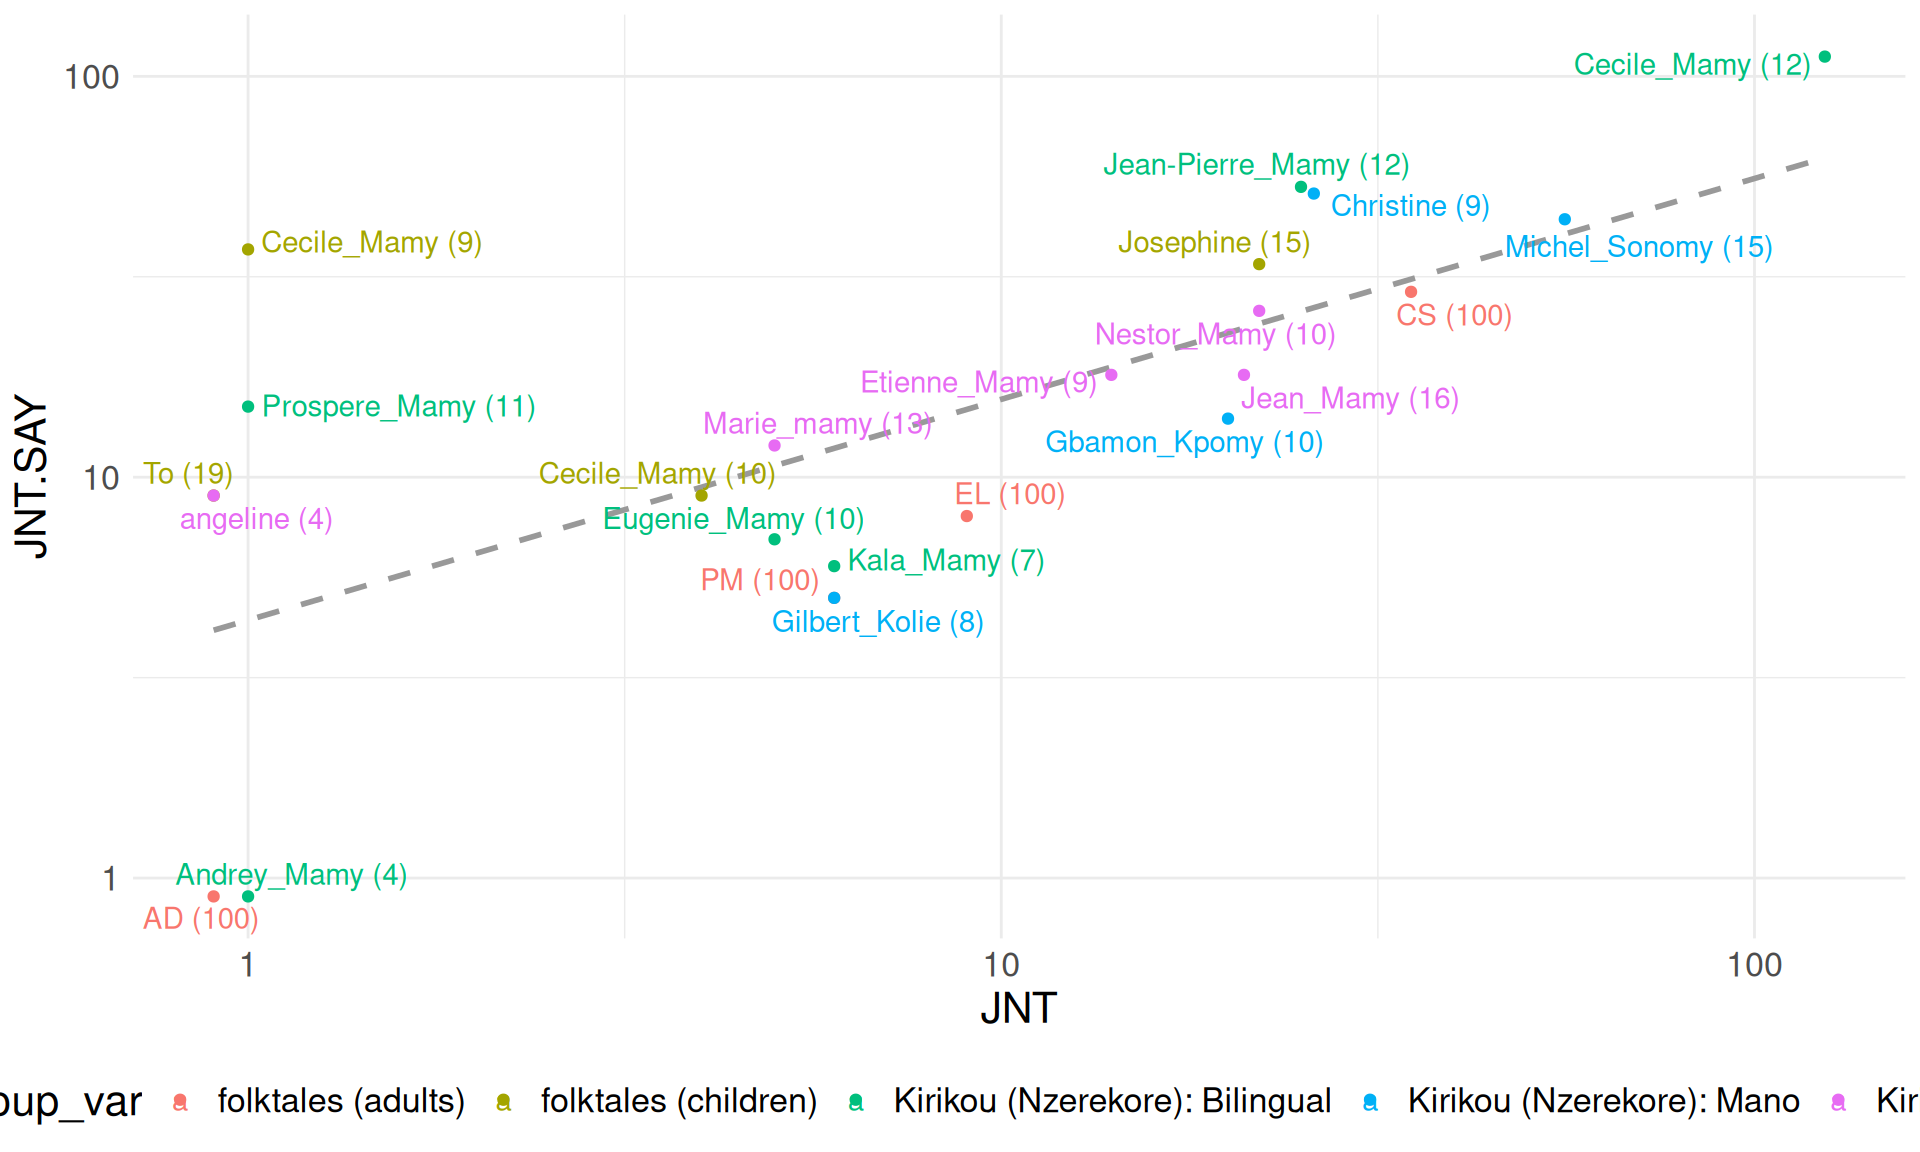 100
Cecile_Mamy (12)
Jean-Pierre_Mamy (12)
Christine (9)
Cecile_Mamy (9)
Josephine (15)
Michel_Sonomy (15)
CS (100)
Nestor_Mamy (10)
Etienne_Mamy (9)
Jean_Mamy (16)
Prospere_Mamy (11)
Marie_mamy (13)
Gbamon_Kpomy (10)
JNT.SAY
10
To (19)
Cecile_Mamy (10)
EL (100)
angeline (4)
Eugenie_Mamy (10)
Kala_Mamy (7)
PM (100)
Gilbert_Kolie (8)
1
Andrey_Mamy (4)
AD (100)
1 10 100
JNT
oup_var a folktales (adults) a folktales (children) a Kirikou (Nzerekore): Bilingual a Kirikou (Nzerekore): Mano a Kir